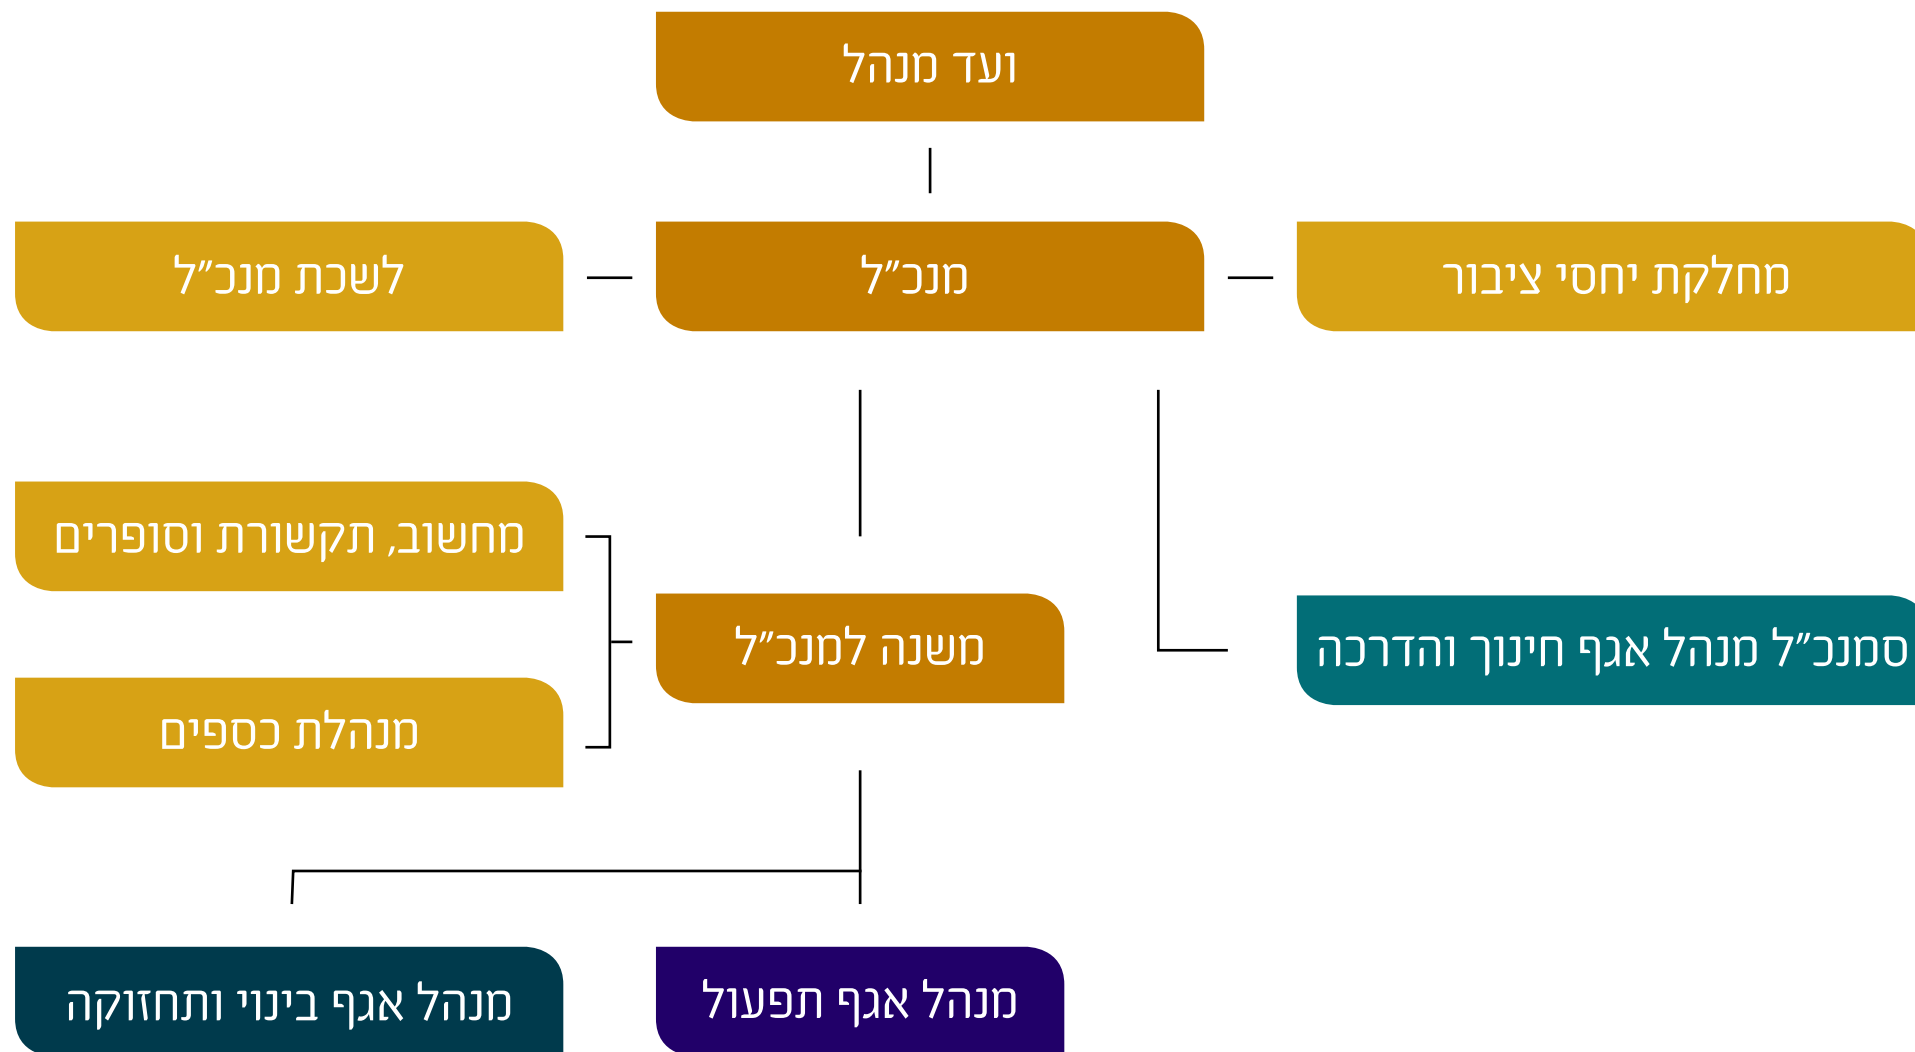 ועד מנהל
מחלקת יחסי ציבור
מנכ״ל
לשכת מנכ״ל
מחשוב, תקשורת וסופרים
סמנכ״ל מנהל אגף חינוך והדרכה
משנה למנכ״ל
מנהלת כספים
מנהל אגף תפעול
מנהל אגף בינוי ותחזוקה